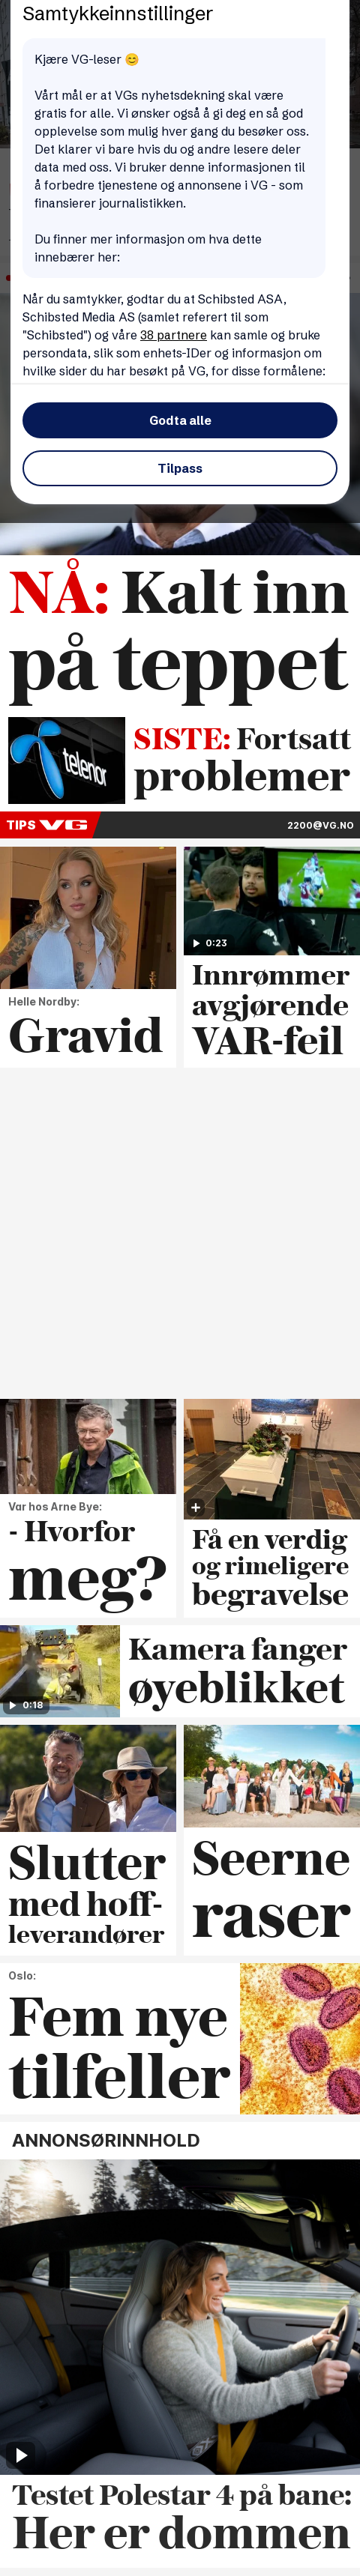 Samtykkeinnstillinger
Kjære VG-leser 😊
Vårt mål er at VGs nyhetsdekning skal være
gratis for alle. Vi ønsker også å gi deg en så god
opplevelse som mulig hver gang du besøker oss.
Det klarer vi bare hvis du og andre lesere deler
data med oss. Vi bruker denne informasjonen til
å forbedre tjenestene og annonsene i VG - som
finansierer journalistikken.
Du finner mer informasjon om hva dette
innebærer her:
Når du samtykker, godtar du at Schibsted ASA,
Schibsted Media AS (samlet referert til som
"Schibsted") og våre 38 partnere kan samle og bruke
persondata, slik som enhets-IDer og informasjon om
hvilke sider du har besøkt på VG, for disse formålene:
Godta alle
Tilpass
NÅ: Kalt inn
på teppet
telenor
SISTE: Fortsatt
problemer
TIPS VG
2200@VG.NO
0:23
Helle Nordby:
Gravid
Innrømmer
avgjørende
VAR-feil
Var hos Arne Bye:
- Hvorfor
meg?
Få en verdig
og rimeligere
begravelse
0:18
Kamera fanger
øyeblikket
Slutter
med hoff-
leverandører
Seerne
raser
Oslo:
Fem nye
tilfeller
ANNONSØRINNHOLD
Testet Polestar 4 på bane:
Her er dommen